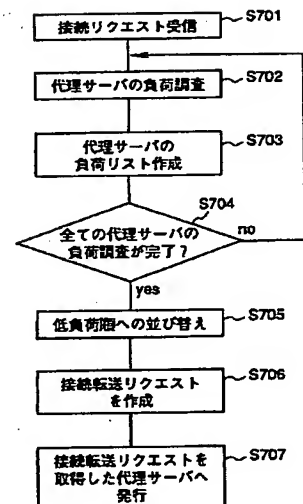 接続リクエスト受信
S701
代理サーバの負荷調査
S702
代理サーバの
負荷リスト作成
S703
S704
全ての代理サーバの
負荷調査が完了?
no
yes
低負荷順への並び替え
S705
接続転送リクエスト
を作成
S706
接続転送リクエストを
取得した代理サーバへ
発行
S707